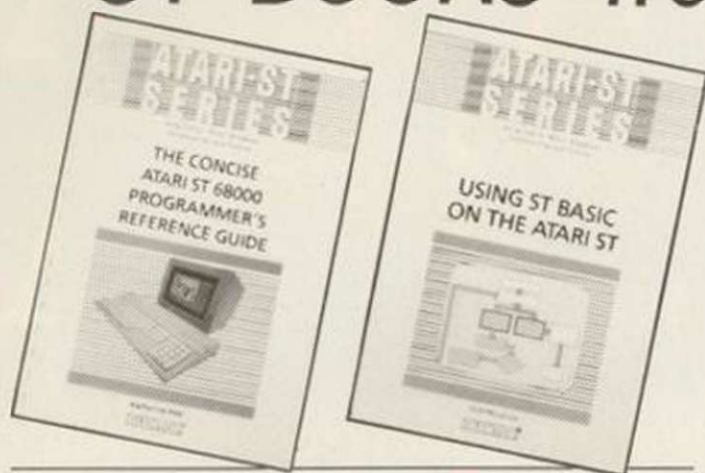 ST BOOKS
ATARI-ST
SERIES
THE CONCISE
ATARI ST 68000
PROGRAMMER'S
REFERENCE GUIDE
ATARI-ST
SERIES
USING ST BASIC
ON THE ATARI ST